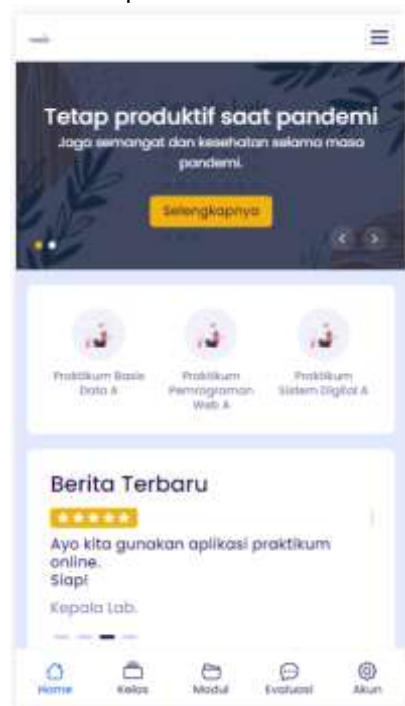 Tetap produktif saat pandemi
Jaga semangat dan kesehatan selama masa
pandemi.
Selengkapnya
Praktikum Basis
Data A
Praktikum
Pemrograman
Web A
Praktikum
Sistem Digital A
Berita Terbaru
Ayo kita gunakan aplikasi praktikum
online.
Siap!
Kepala Lab.
Home
Kelas
Modul
Evaluasi
Akun